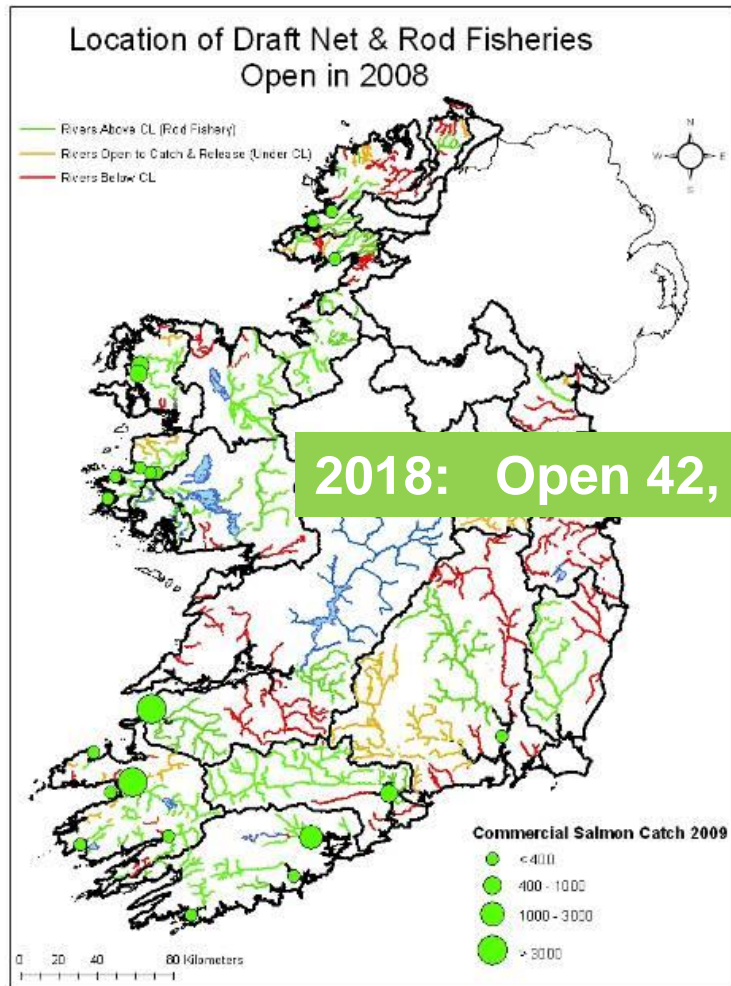 Location of Draft Net & Rod Fisheries
Open in 2008
Rivers Above CL (Rod Fishery)
Rivers Open to Catch & Release (Under CL)
Rivers Below CL
N
W E
S
2018: Open 42,
Commercial Salmon Catch 2009
< 400
400 - 1000
1000 - 3000
> 3000
0 20 40 80 Kilometers